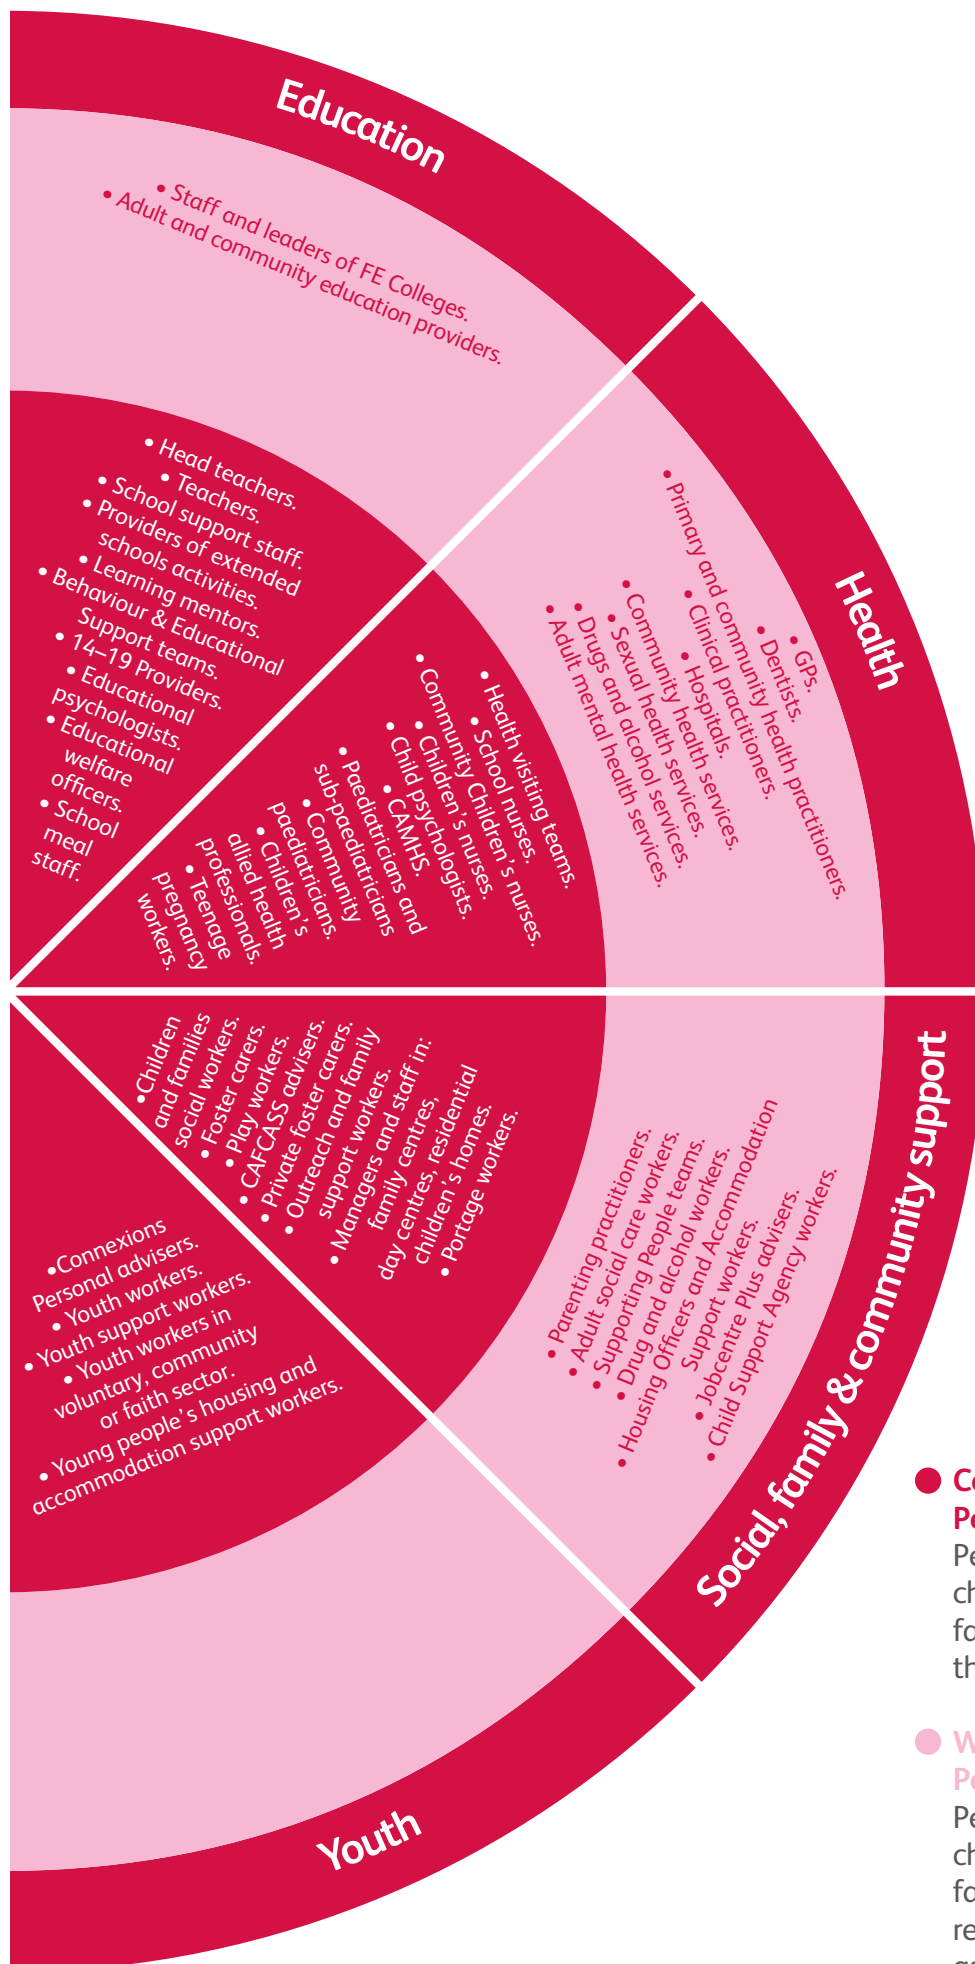 Education
• Staff and leaders of FE Colleges.
• Adult and community education providers.
• Head teachers.
• Teachers.
• School support staff.
• Providers of extended
schools activities.
• Learning mentors.
• Behaviour & Educational
Support teams.
• 14–19 Providers.
• Educational
psychologists.
• Educational
welfare
officers.
• School
meal
staff.
Health
• GPs.
• Dentists.
• Primary and community health practitioners.
• Clinical practitioners.
• Hospitals.
• Community health services.
• Sexual health services.
• Drugs and alcohol services.
• Adult mental health services.
• Health visiting teams.
• School nurses.
• Community Children’s nurses.
• Children’s nurses.
• Child psychologists.
• CAMHS.
• Paediatricians and
sub-paediatricians
• Community
paediatricians.
• Children’s
allied health
professionals.
• Teenage
pregnancy
workers.
Social, family & community support
•Children
and families
social workers.
• Foster carers.
• Play workers.
• CAFCASS advisers.
• Private foster carers.
• Outreach and family
support workers.
• Managers and staff in:
family centres,
day centres, residential
children’s homes.
• Portage workers.
• Parenting practitioners.
• Adult social care workers.
• Supporting People teams.
• Drug and alcohol workers.
• Housing Officers and Accommodation
Support workers.
• Jobcentre Plus advisers.
• Child Support Agency workers.
Youth
•Connexions
Personal advisers.
• Youth workers.
• Youth support workers.
• Youth workers in
voluntary, community
or faith sector.
• Young people’s housing and
accommodation support workers.